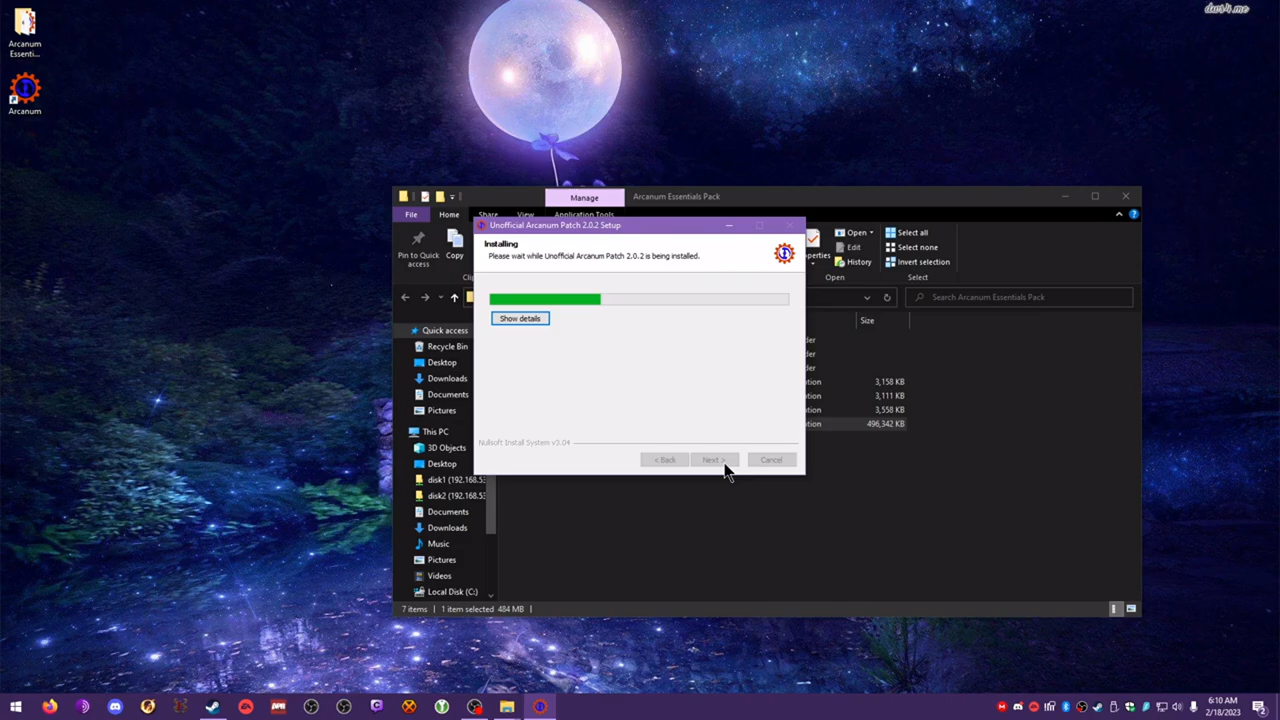 dws4.me
Arcanum
Essenti...
Arcanum
Manage
Arcanum Essentials Pack
File
Home
Share
View
Application Tools
Pin to Quick
access
Copy
Open
Edit
History
Open
Select all
Select none
Invert selection
Select
Search Arcanum Essentials Pack
Size
3,158 KB
3,111 KB
3,558 KB
496,342 KB
Unofficial Arcanum Patch 2.0.2 Setup
Installing
Please wait while Unofficial Arcanum Patch 2.0.2 is being installed.
Show details
Nullsoft Install System v3.04
< Back
Next >
Cancel
Quick access
Recycle Bin
Desktop
Downloads
Documents
Pictures
This PC
3D Objects
Desktop
disk1 (192.168.53
disk2 (192.168.53
Documents
Downloads
Music
Pictures
Videos
Local Disk (C:)
7 items
1 item selected 484 MB
6:10 AM
2/18/2023
2